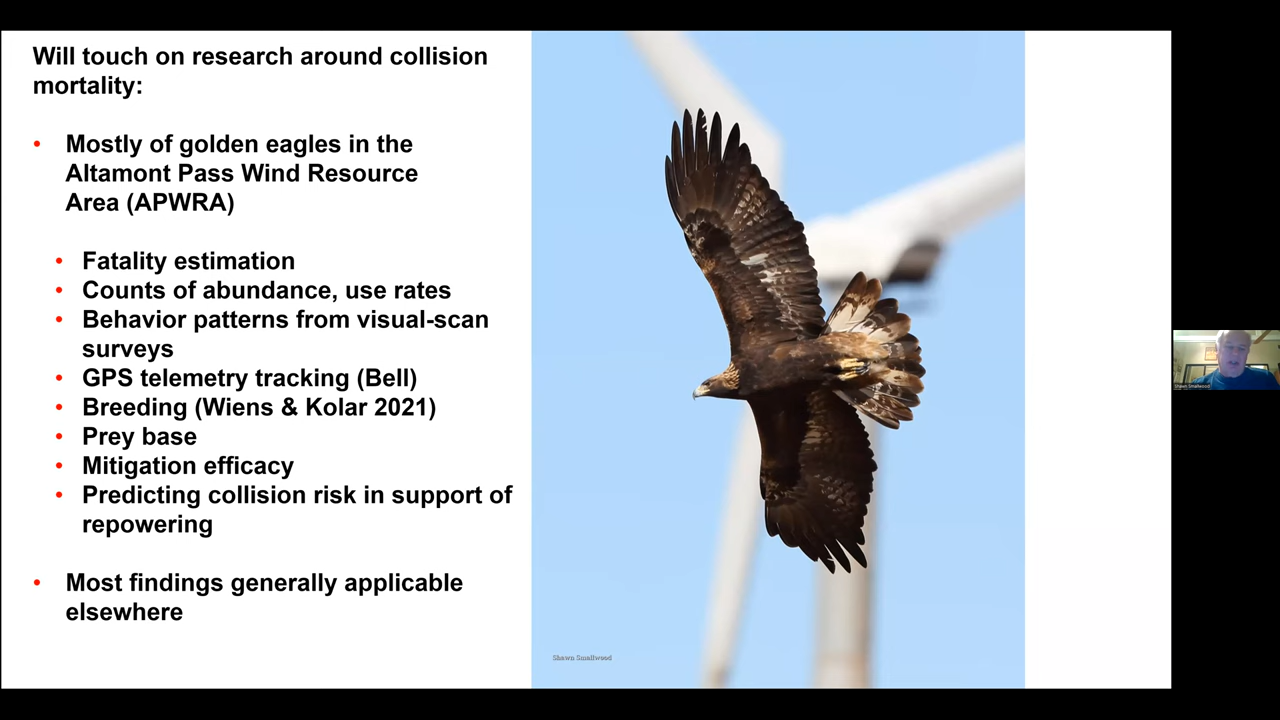 Will touch on research around collision
mortality:
• Mostly of golden eagles in the
Altamont Pass Wind Resource
Area (APWRA)
• Fatality estimation
• Counts of abundance, use rates
• Behavior patterns from visual-scan
surveys
• GPS telemetry tracking (Bell)
• Breeding (Wiens & Kolar 2021)
• Prey base
• Mitigation efficacy
• Predicting collision risk in support of
repowering
• Most findings generally applicable
elsewhere
Shawn Smallwood
Shawn Smallwood